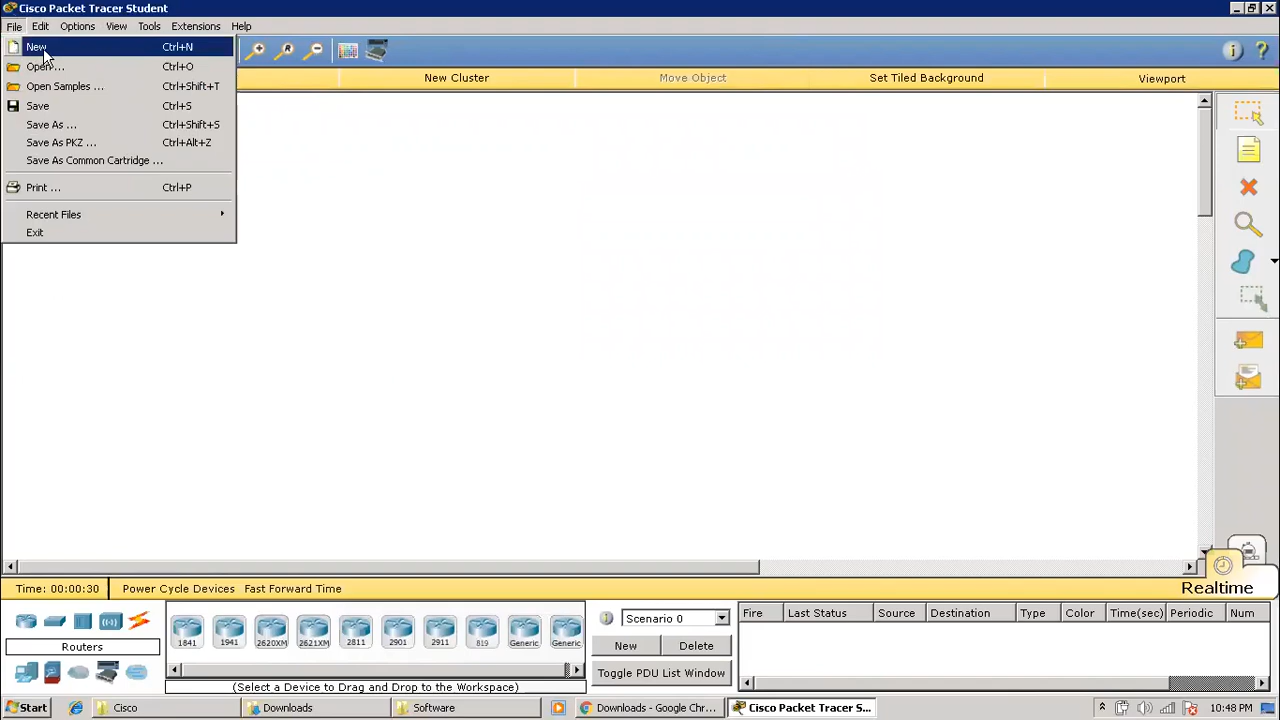 Cisco Packet Tracer Student
File Edit Options View Tools Extensions Help
New Ctrl+N
Open ... Ctrl+O
Open Samples ... Ctrl+Shift+T
Save Ctrl+S
Save As ... Ctrl+Shift+S
Save As PKZ ... Ctrl+Alt+Z
Save As Common Cartridge ...
Print ... Ctrl+P
Recent Files
Exit
New Cluster Move Object Set Tiled Background Viewport
Time: 00:00:30 Power Cycle Devices Fast Forward Time
Realtime
Routers
1841 1941 2620XM 2621XM 2811 2901 2911 819 Generic Generic
(Select a Device to Drag and Drop to the Workspace)
Scenario 0
New Delete
Toggle PDU List Window
Fire Last Status Source Destination Type Color Time(sec) Periodic Num
Start Cisco Downloads Software Downloads - Google Chr... Cisco Packet Tracer S... 10:48 PM